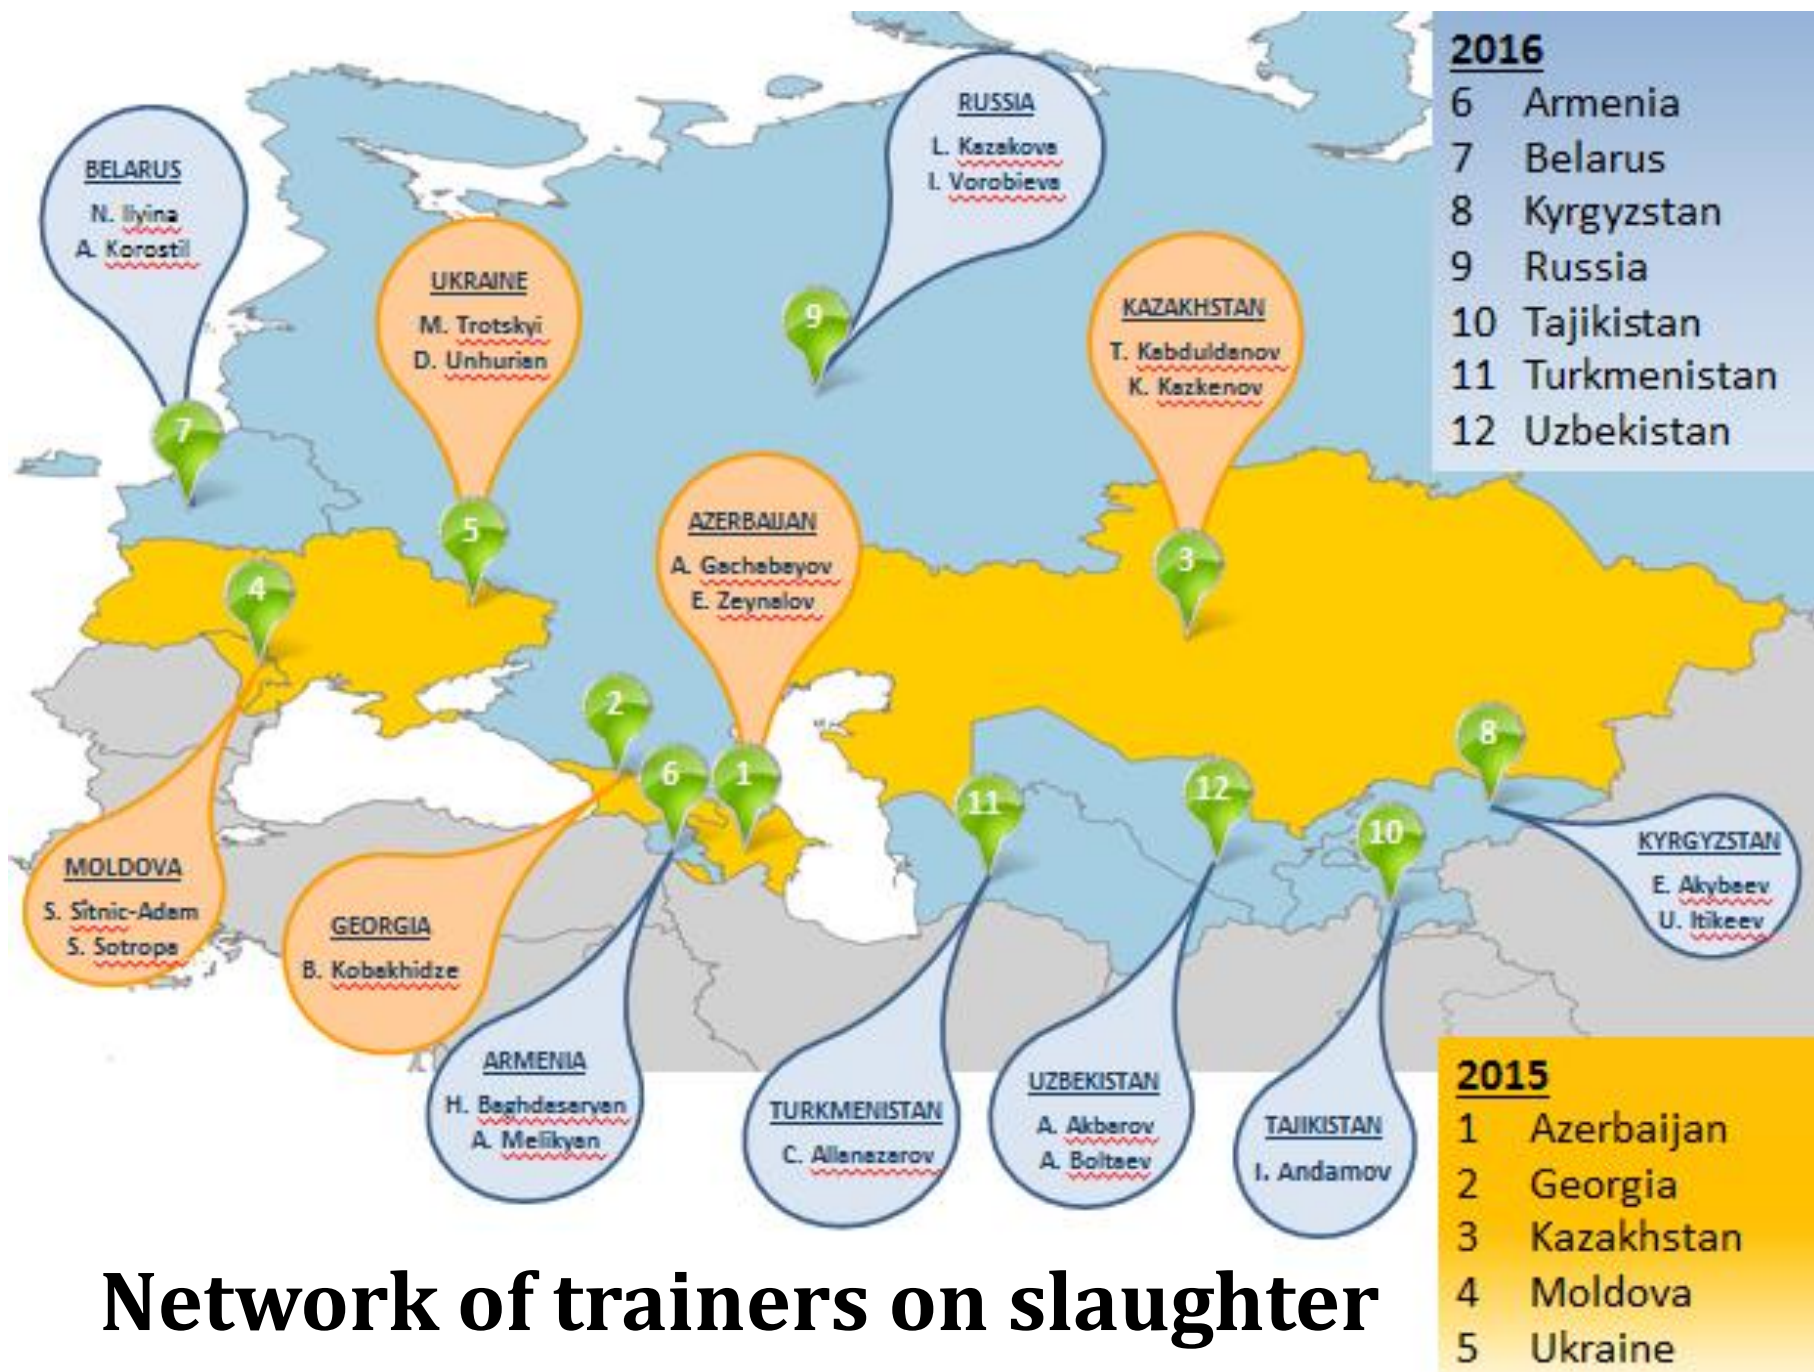 2016
6 Armenia
7 Belarus
8 Kyrgyzstan
9 Russia
10 Tajikistan
11 Turkmenistan
12 Uzbekistan
RUSSIA
L. Kazakova
I. Vorobieva
BELARUS
N. Ilyina
A. Korostil
UKRAINE
M. Trotskyi
D. Unhurian
KAZAKHSTAN
T. Kabduldanov
K. Kazkenov
AZERBAIJAN
A. Gachabayov
E. Zeynalov
9
7
5
4
3
2
6
1
8
11
12
10
MOLDOVA
S. Sîtnic-Adam
S. Sotropa
GEORGIA
B. Kobakhidze
KYRGYZSTAN
E. Akybaev
U. Itikeev
ARMENIA
H. Baghdasaryan
A. Melikyan
TURKMENISTAN
C. Allanazarov
UZBEKISTAN
A. Akbarov
A. Boltaev
TAJIKISTAN
I. Andamov
2015
1 Azerbaijan
2 Georgia
3 Kazakhstan
4 Moldova
5 Ukraine
Network of trainers on slaughter